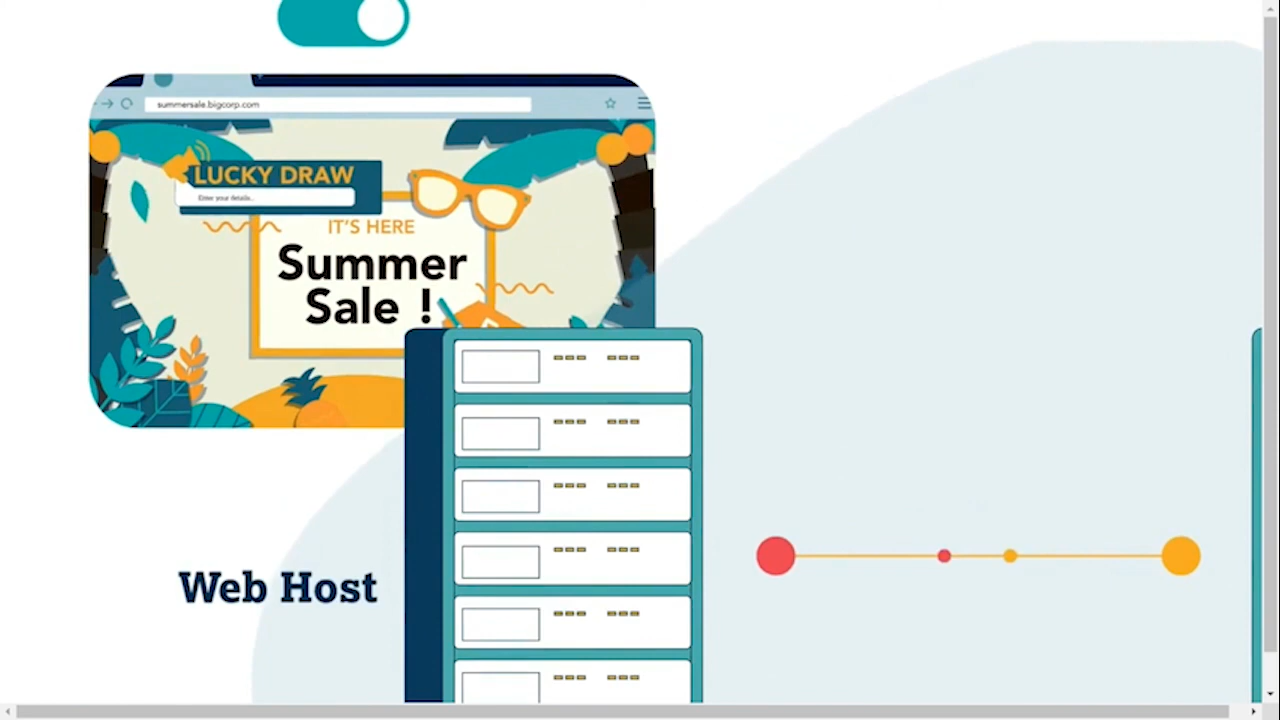 summersale.bigcorp.com
LUCKY DRAW
Enter your details..
IT'S HERE
Summer
Sale !
Web Host